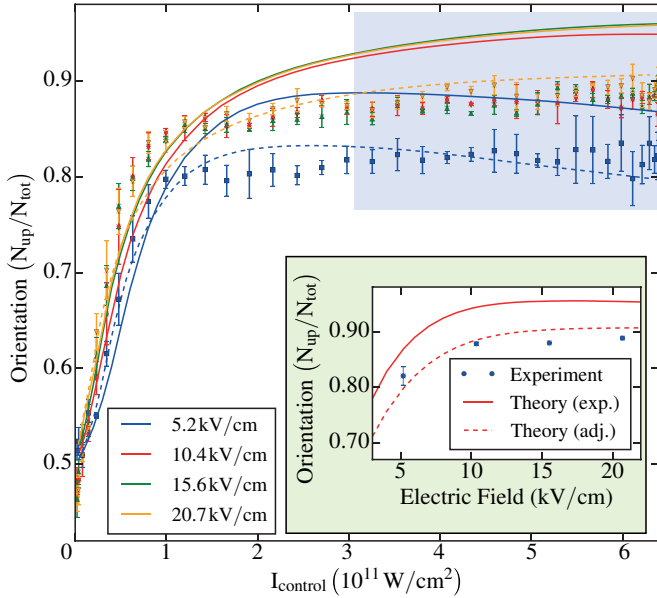 Orientation (N_up/N_tot)
0.9
0.8
0.7
0.6
0.5
0
0
1
2
3
4
5
6
I_control (10^11 W/cm^2)
5.2kV/cm
10.4kV/cm
15.6kV/cm
20.7kV/cm
Orientation (N_up/N_tot)
0.90
0.80
0.70
5
10
15
20
Electric Field (kV/cm)
Experiment
Theory (exp.)
Theory (adj.)